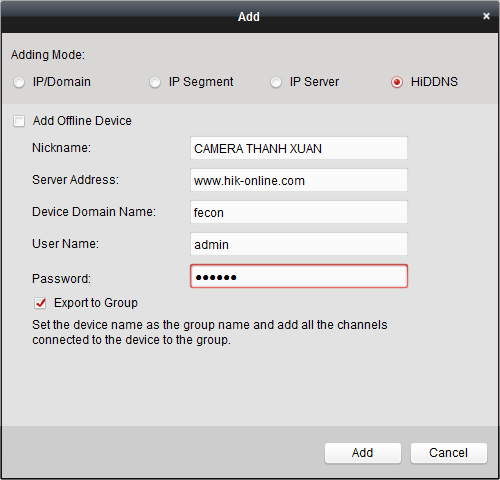 Add
Adding Mode:
IP/Domain IP Segment IP Server HiDDNS
Add Offline Device
Nickname: CAMERA THANH XUAN
Server Address: www.hik-online.com
Device Domain Name: fecon
User Name: admin
Password: ●●●●●●
Export to Group
Set the device name as the group name and add all the channels
connected to the device to the group.
Add Cancel